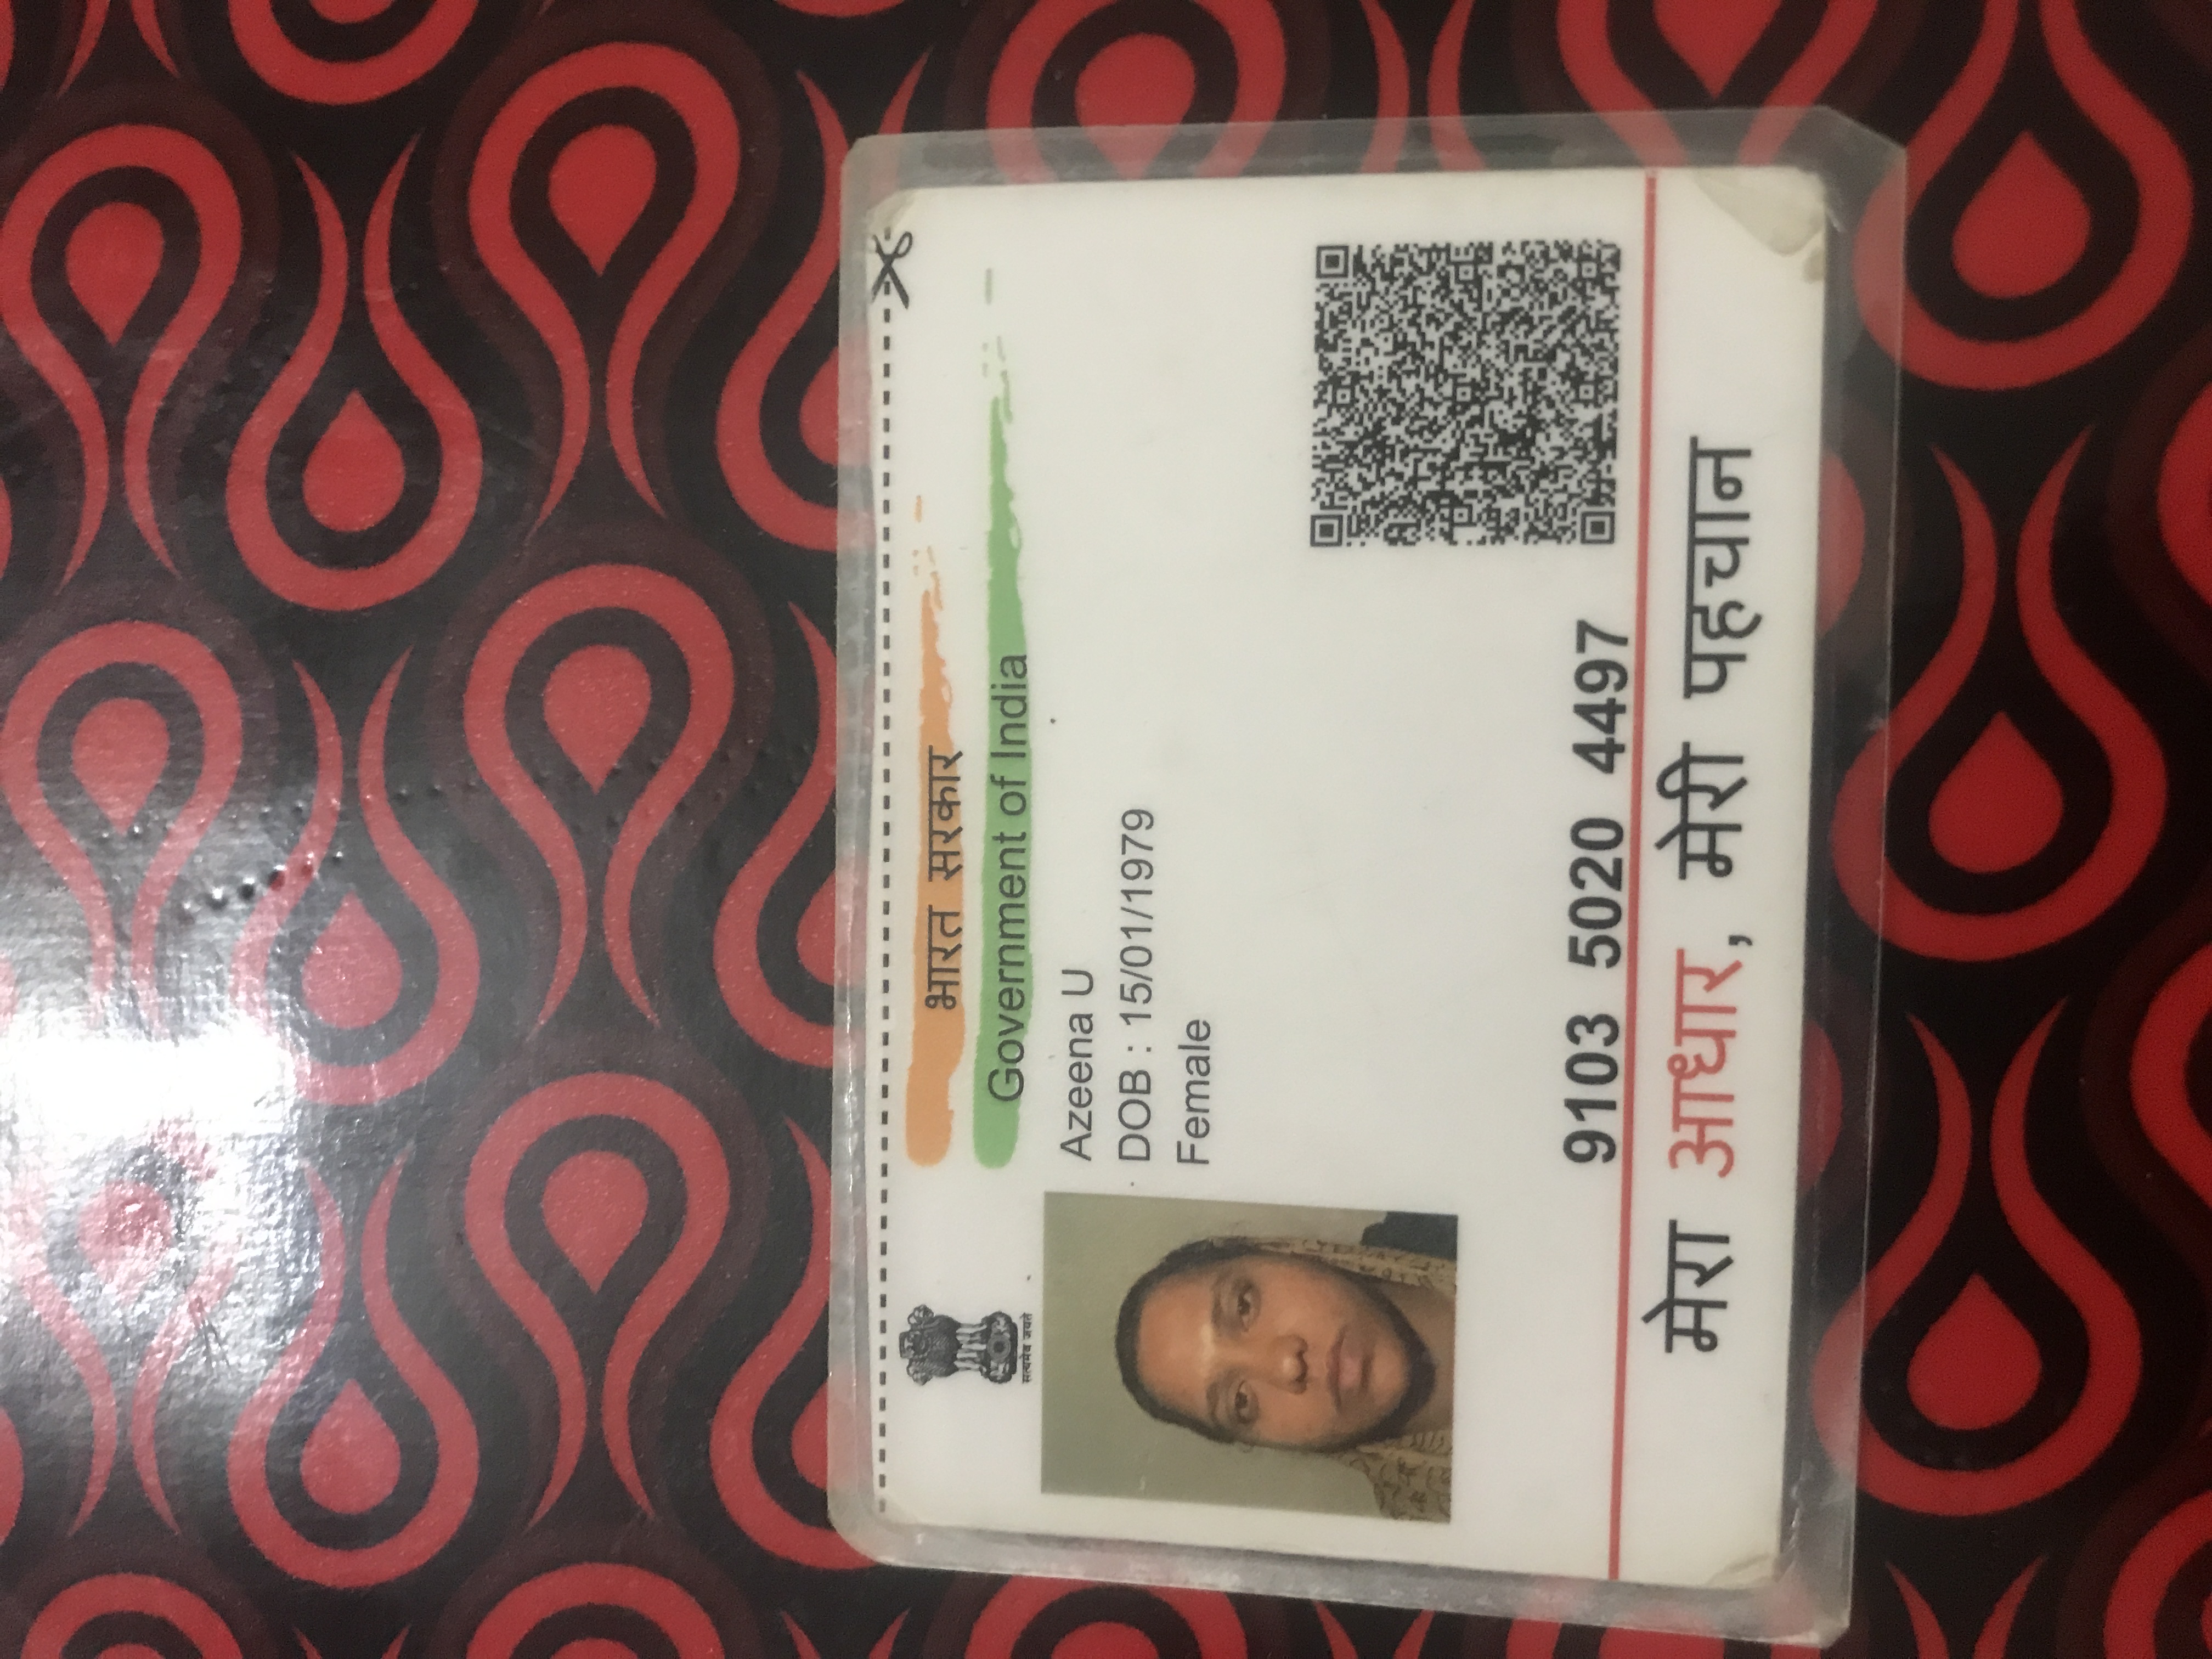 भारत सरकार
Government of India
सत्यमेव जयते
Azeena U
DOB : 15/01/1979
Female
9103 5020 4497
मेरा आधार, मेरी पहचान